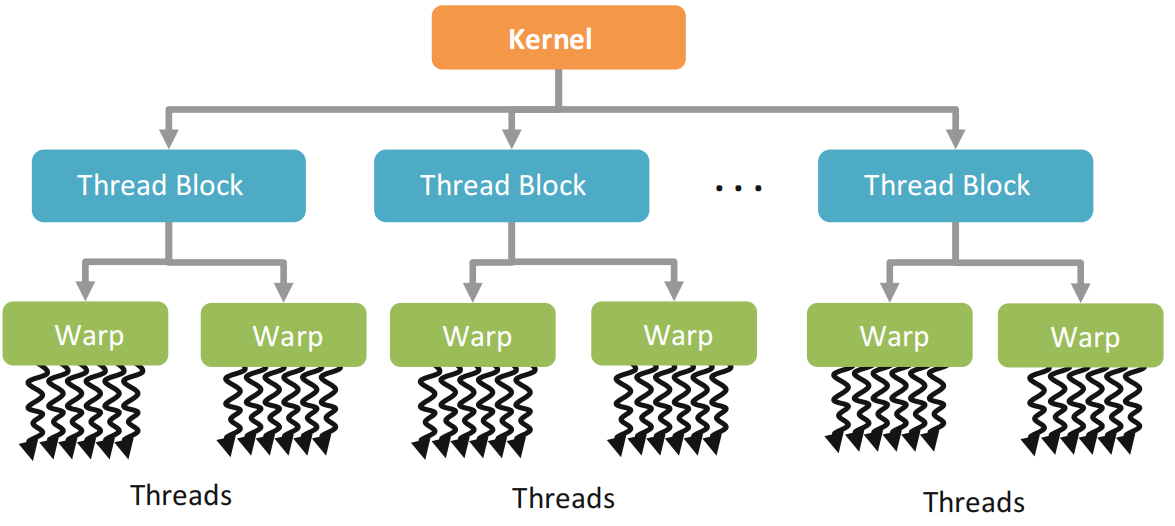 Kernel
Thread Block
Thread Block
. . .
Thread Block
Warp
Warp
Warp
Warp
Warp
Warp
Threads
Threads
Threads